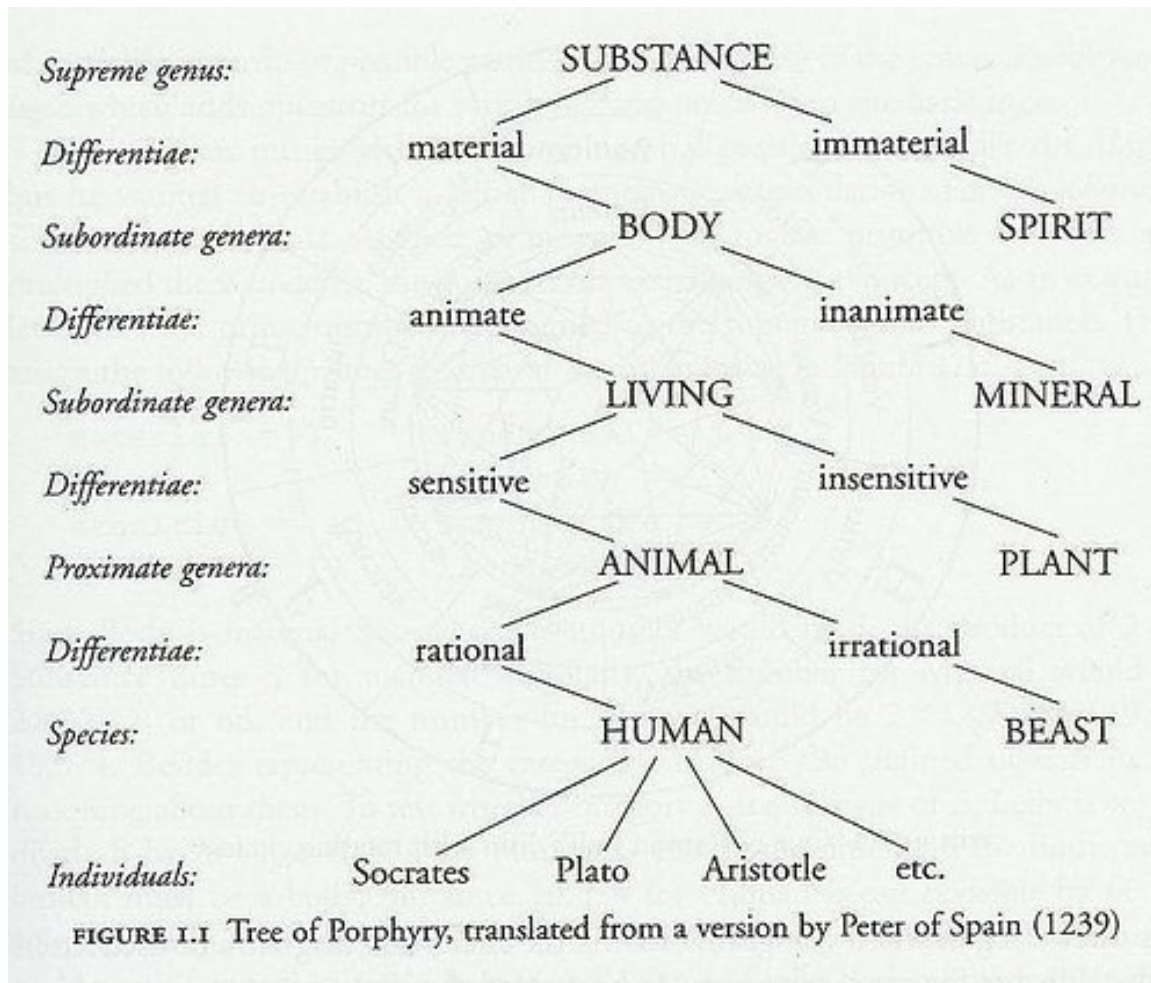 Supreme genus: SUBSTANCE
Differentiae: material immaterial
Subordinate genera: BODY SPIRIT
Differentiae: animate inanimate
Subordinate genera: LIVING MINERAL
Differentiae: sensitive insensitive
Proximate genera: ANIMAL PLANT
Differentiae: rational irrational
Species: HUMAN BEAST
Individuals: Socrates Plato Aristotle etc.
FIGURE 1.1 Tree of Porphyry, translated from a version by Peter of Spain (1239)